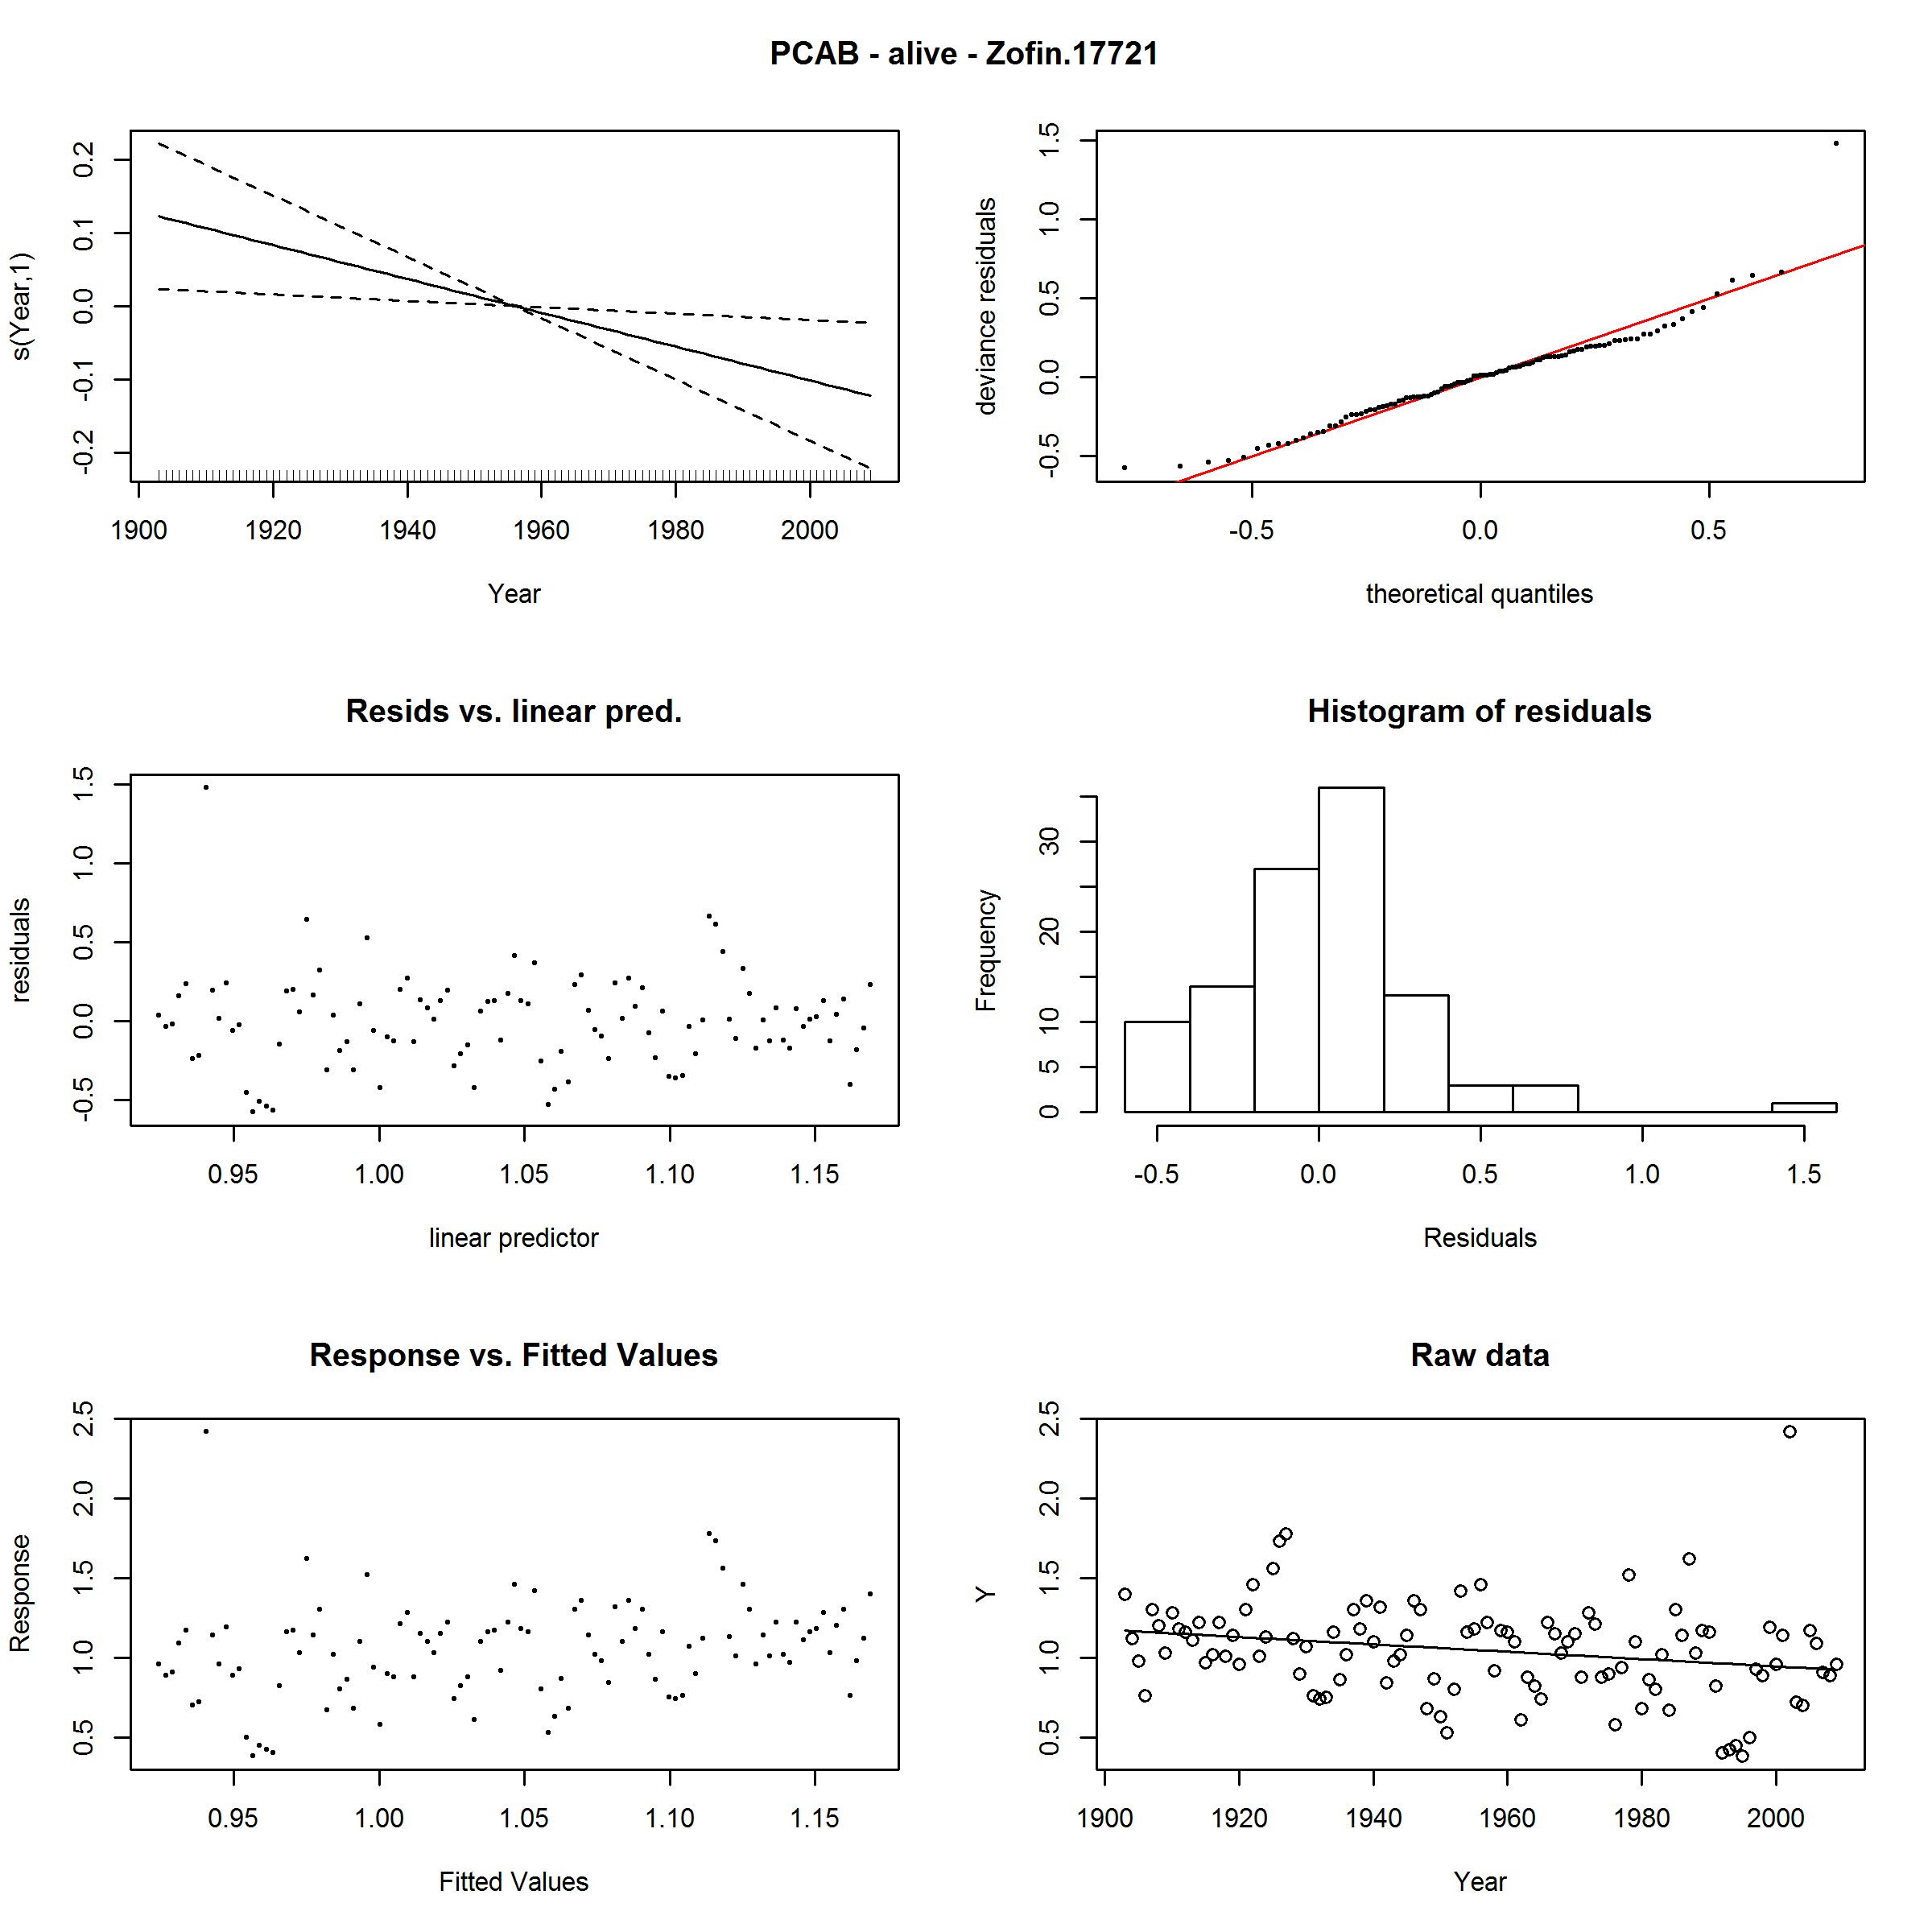 PCAB - alive - Zofin.17721
s(Year,1)
0.2
0.1
0.0
-0.1
-0.2
1900 1920 1940 1960 1980 2000
Year
deviance residuals
1.5
1.0
0.5
0.0
-0.5
-0.5 0.0 0.5
theoretical quantiles
Resids vs. linear pred.
residuals
1.5
1.0
0.5
0.0
-0.5
0.95 1.00 1.05 1.10 1.15
linear predictor
Histogram of residuals
Frequency
30
20
10
5
0
-0.5 0.0 0.5 1.0 1.5
Residuals
Response vs. Fitted Values
Response
2.5
2.0
1.5
1.0
0.5
0.95 1.00 1.05 1.10 1.15
Fitted Values
Raw data
Y
2.5
2.0
1.5
1.0
0.5
1900 1920 1940 1960 1980 2000
Year